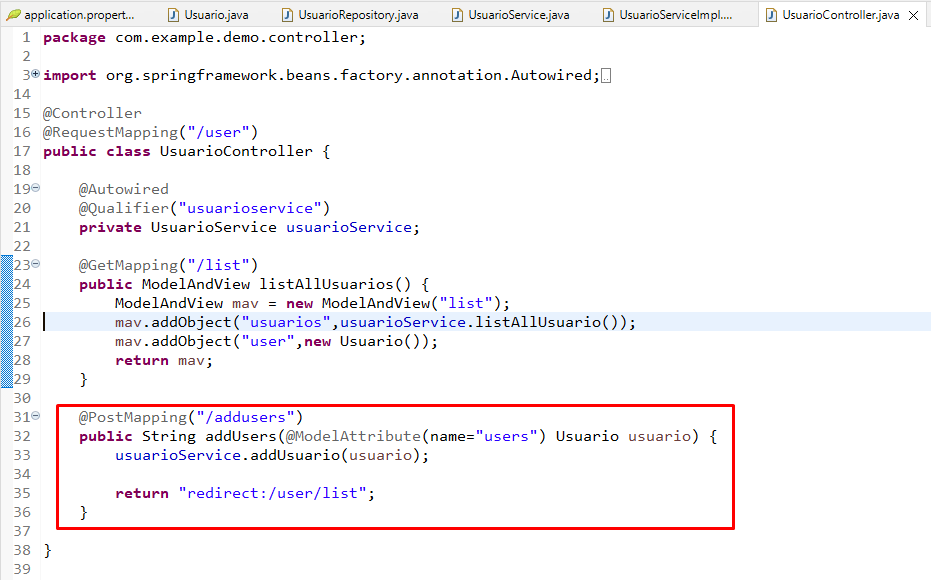 application.propert... Usuario.java UsuarioRepository.java UsuarioService.java UsuarioServiceImpl.... UsuarioController.java
1 package com.example.demo.controller;
2
3 import org.springframework.beans.factory.annotation.Autowired;
14
15 @Controller
16 @RequestMapping("/user")
17 public class UsuarioController {
18
19     @Autowired
20     @Qualifier("usuarioservice")
21     private UsuarioService usuarioService;
22
23     @GetMapping("/list")
24     public ModelAndView listAllUsuarios() {
25         ModelAndView mav = new ModelAndView("list");
26         mav.addObject("usuarios",usuarioService.listAllUsuario());
27         mav.addObject("user",new Usuario());
28         return mav;
29     }
30
31     @PostMapping("/addusers")
32     public String addUsers(@ModelAttribute(name="users") Usuario usuario) {
33         usuarioService.addUsuario(usuario);
34
35         return "redirect:/user/list";
36     }
37
38 }
39